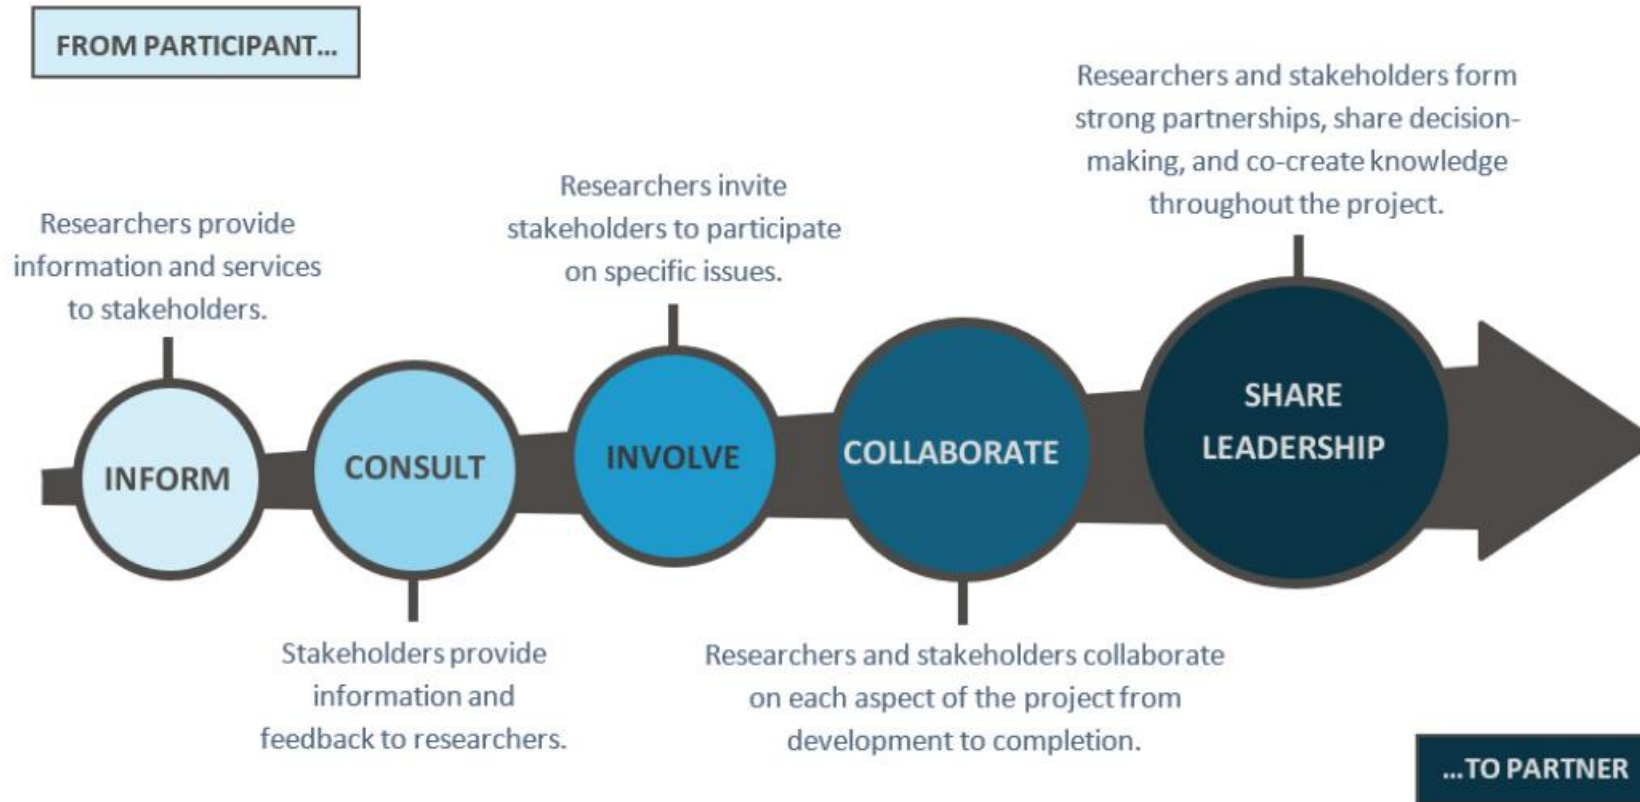 FROM PARTICIPANT...
Researchers provide
information and services
to stakeholders.
INFORM
Stakeholders provide
information and
feedback to researchers.
CONSULT
Researchers invite
stakeholders to participate
on specific issues.
INVOLVE
Researchers and stakeholders collaborate
on each aspect of the project from
development to completion.
COLLABORATE
Researchers and stakeholders form
strong partnerships, share decision-
making, and co-create knowledge
throughout the project.
SHARE
LEADERSHIP
...TO PARTNER